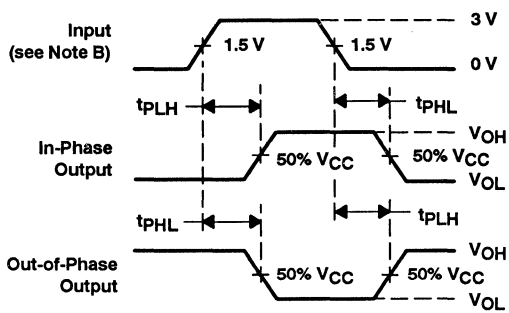 Input
(see Note B)
1.5 V
1.5 V
3 V
0 V
tPLH
tPHL
In-Phase
Output
50% VCC
50% VCC
VOH
VOL
tPHL
tPLH
Out-of-Phase
Output
50% VCC
50% VCC
VOH
VOL